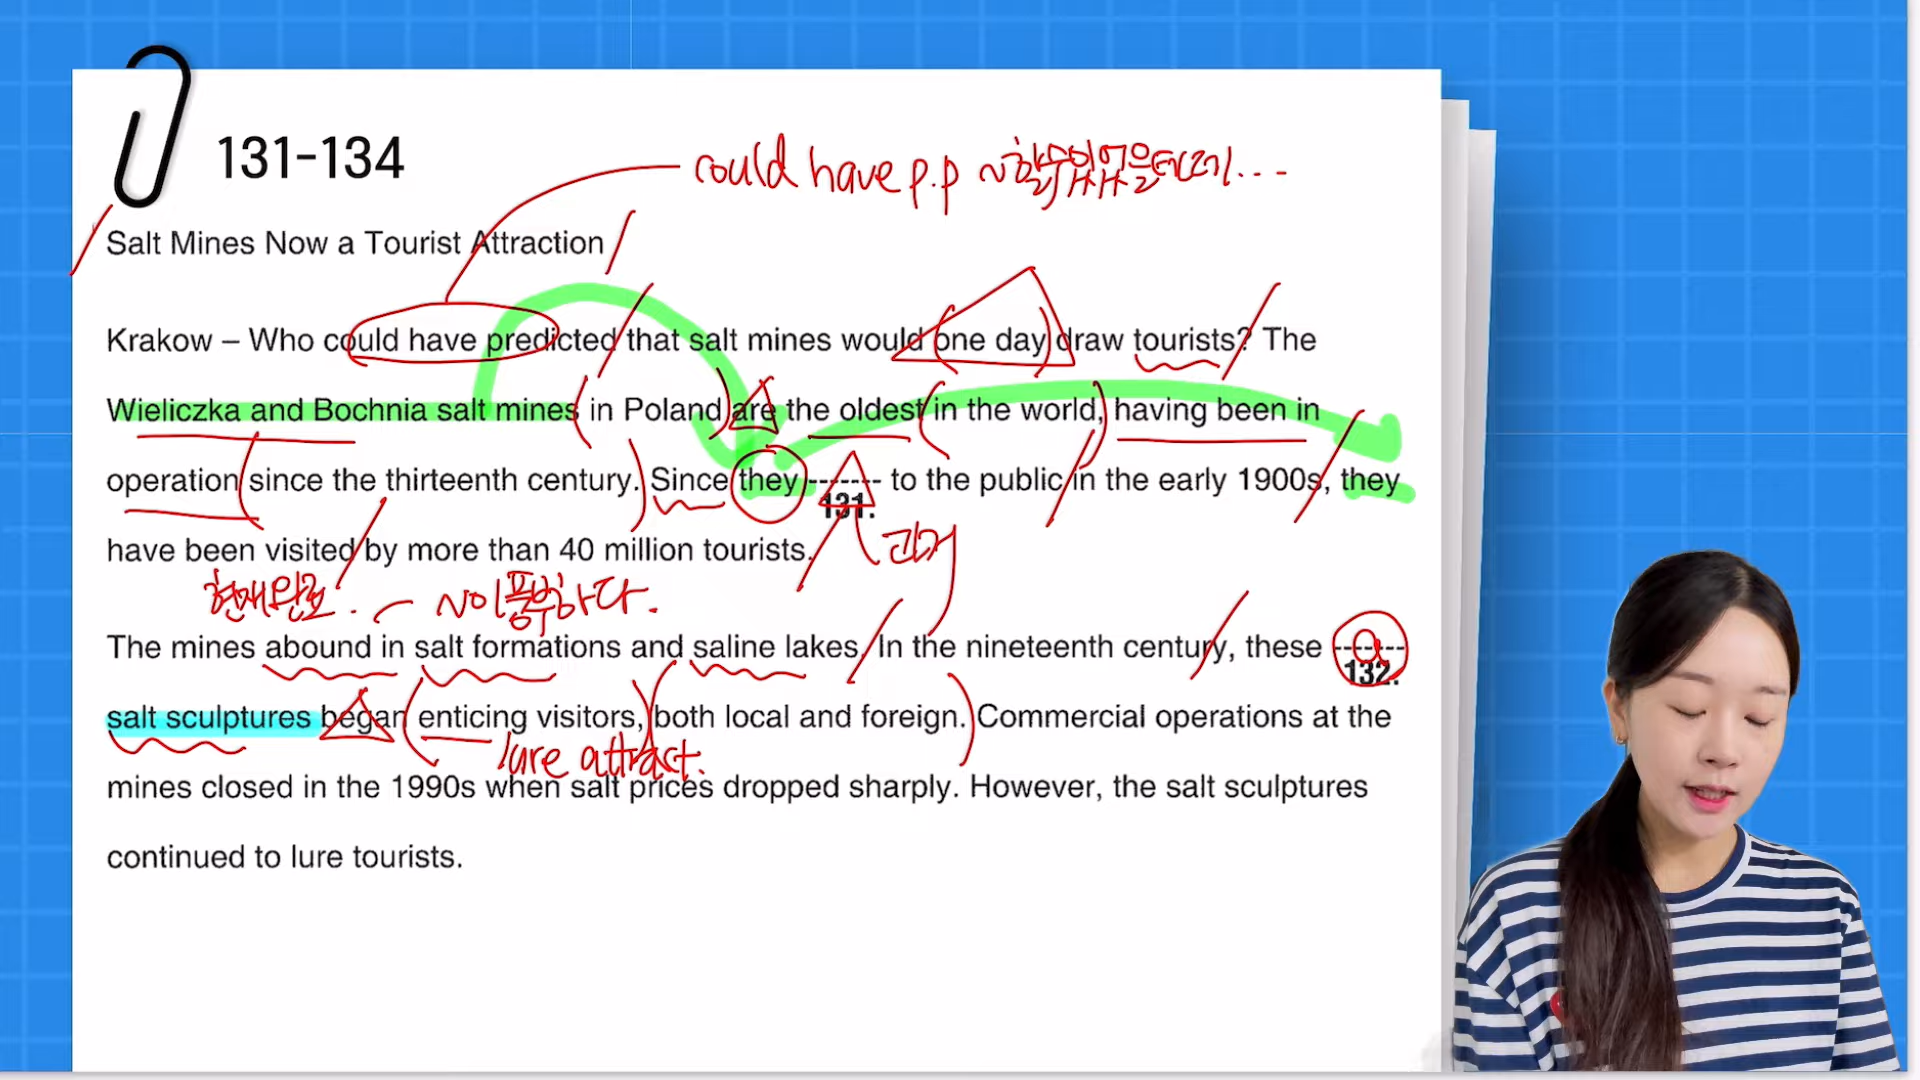 131-134
could have p.p ~할 수 있었을 텐데...
Salt Mines Now a Tourist Attraction
Krakow – Who could have predicted that salt mines would one day draw tourists? The
Wieliczka and Bochnia salt mines in Poland are the oldest in the world, having been in
operation since the thirteenth century. Since they ------- to the public in the early 1900s, they
131.
have been visited by more than 40 million tourists.
과거
현재완료. ~이 풍부하다.
The mines abound in salt formations and saline lakes. In the nineteenth century, these -------
a
132.
salt sculptures began enticing visitors, both local and foreign. Commercial operations at the
lure attract.
mines closed in the 1990s when salt prices dropped sharply. However, the salt sculptures
continued to lure tourists.